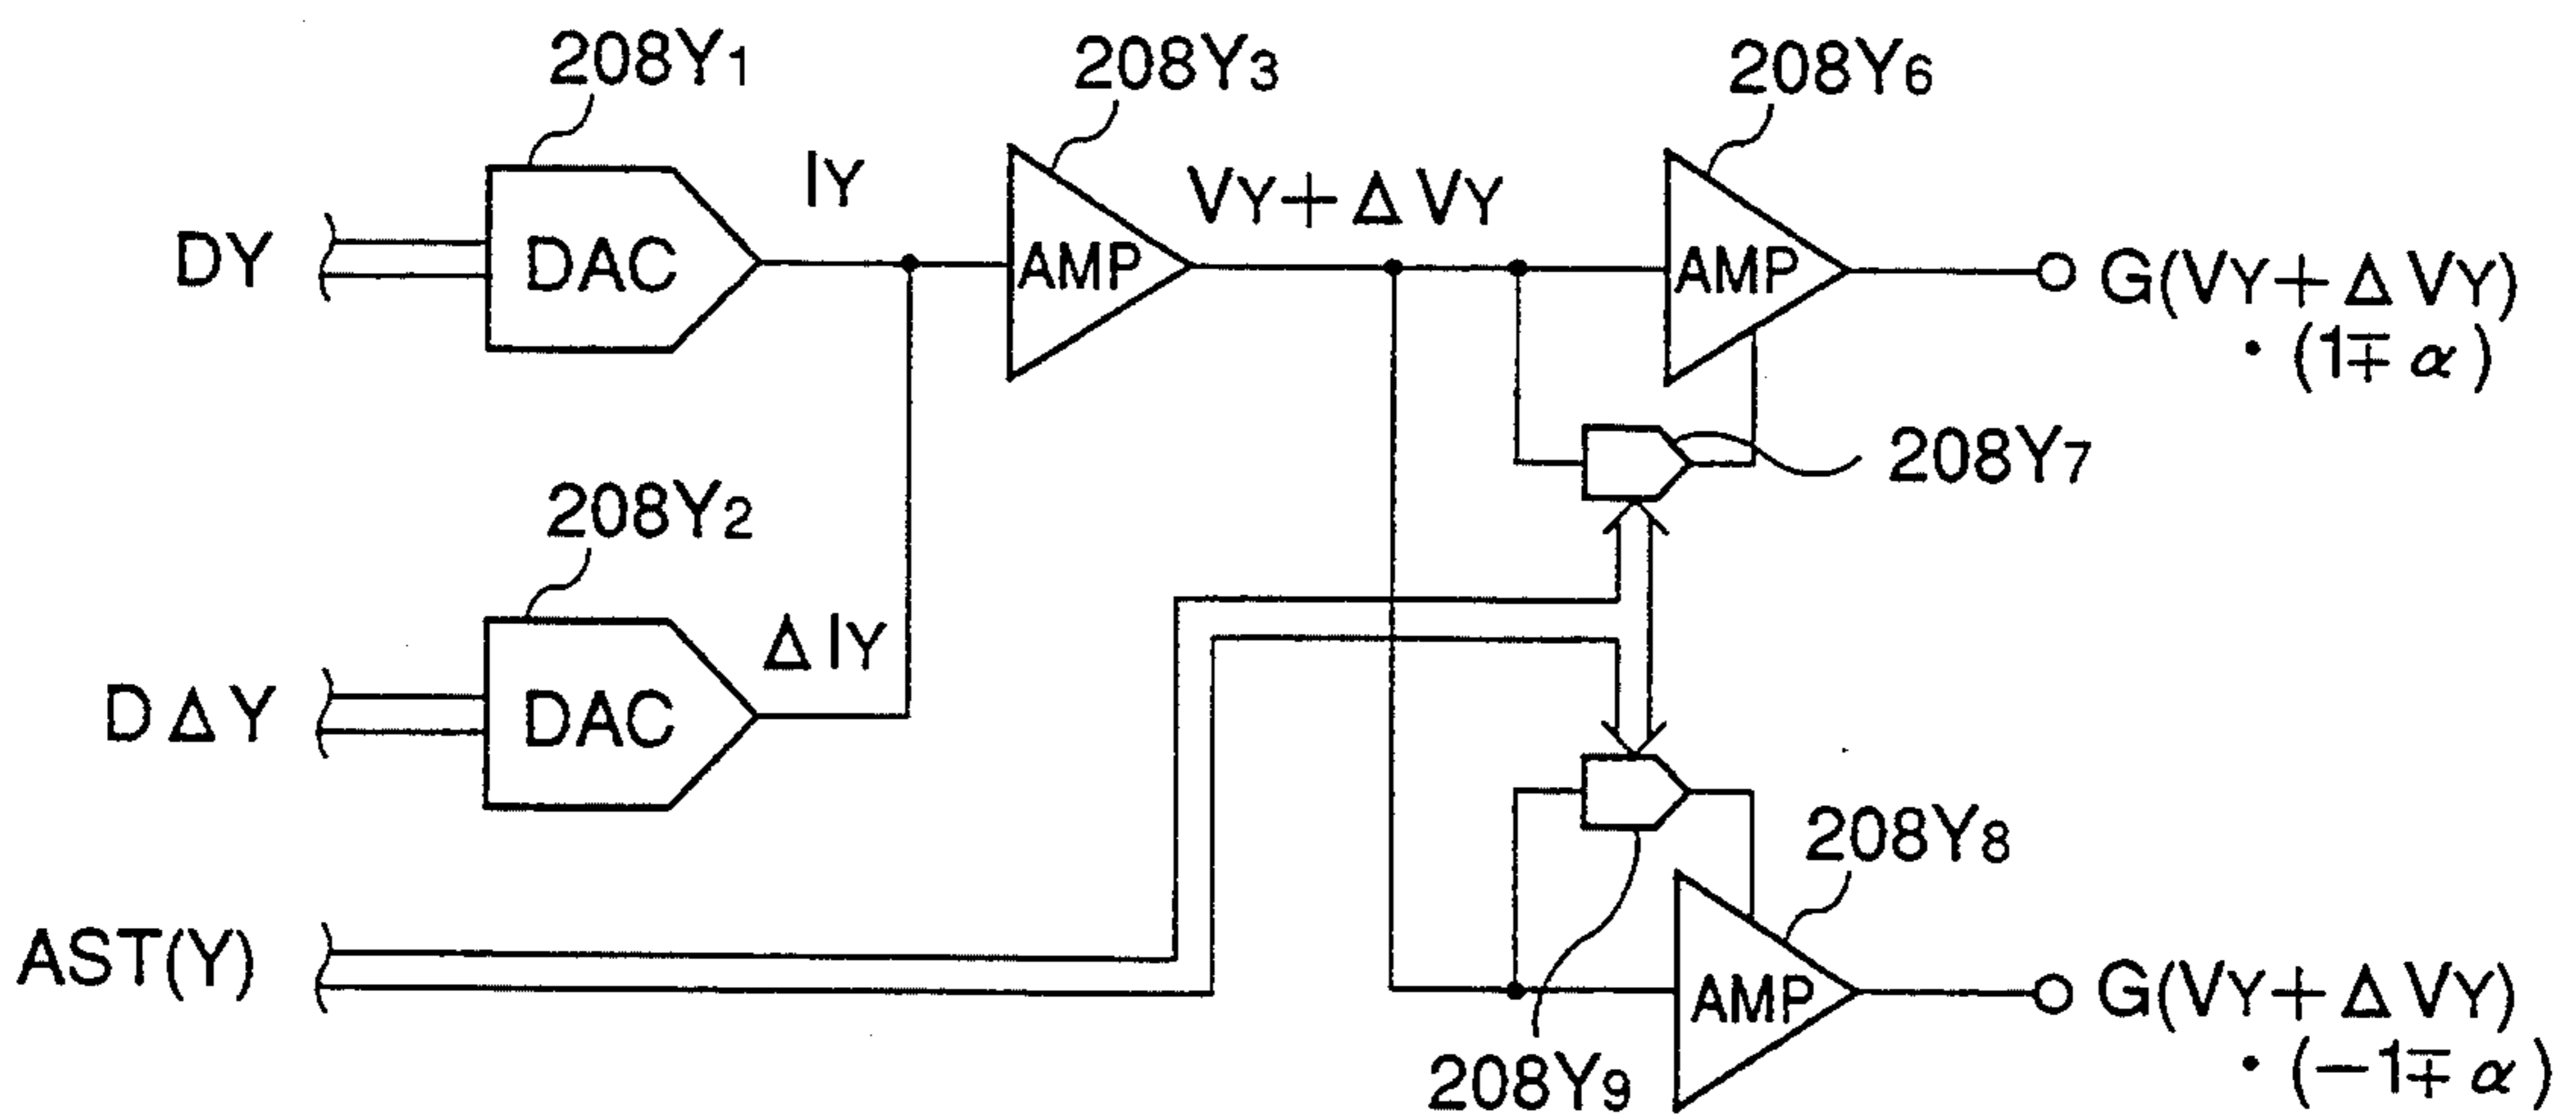 208Y1
208Y3
208Y6
IY
VY+ΔVY
DY
DAC
AMP
AMP
G(VY+ΔVY)
·(1∓α)
208Y7
208Y2
ΔIY
DΔY
DAC
208Y8
AST(Y)
AMP
G(VY+ΔVY)
·(−1∓α)
208Y9